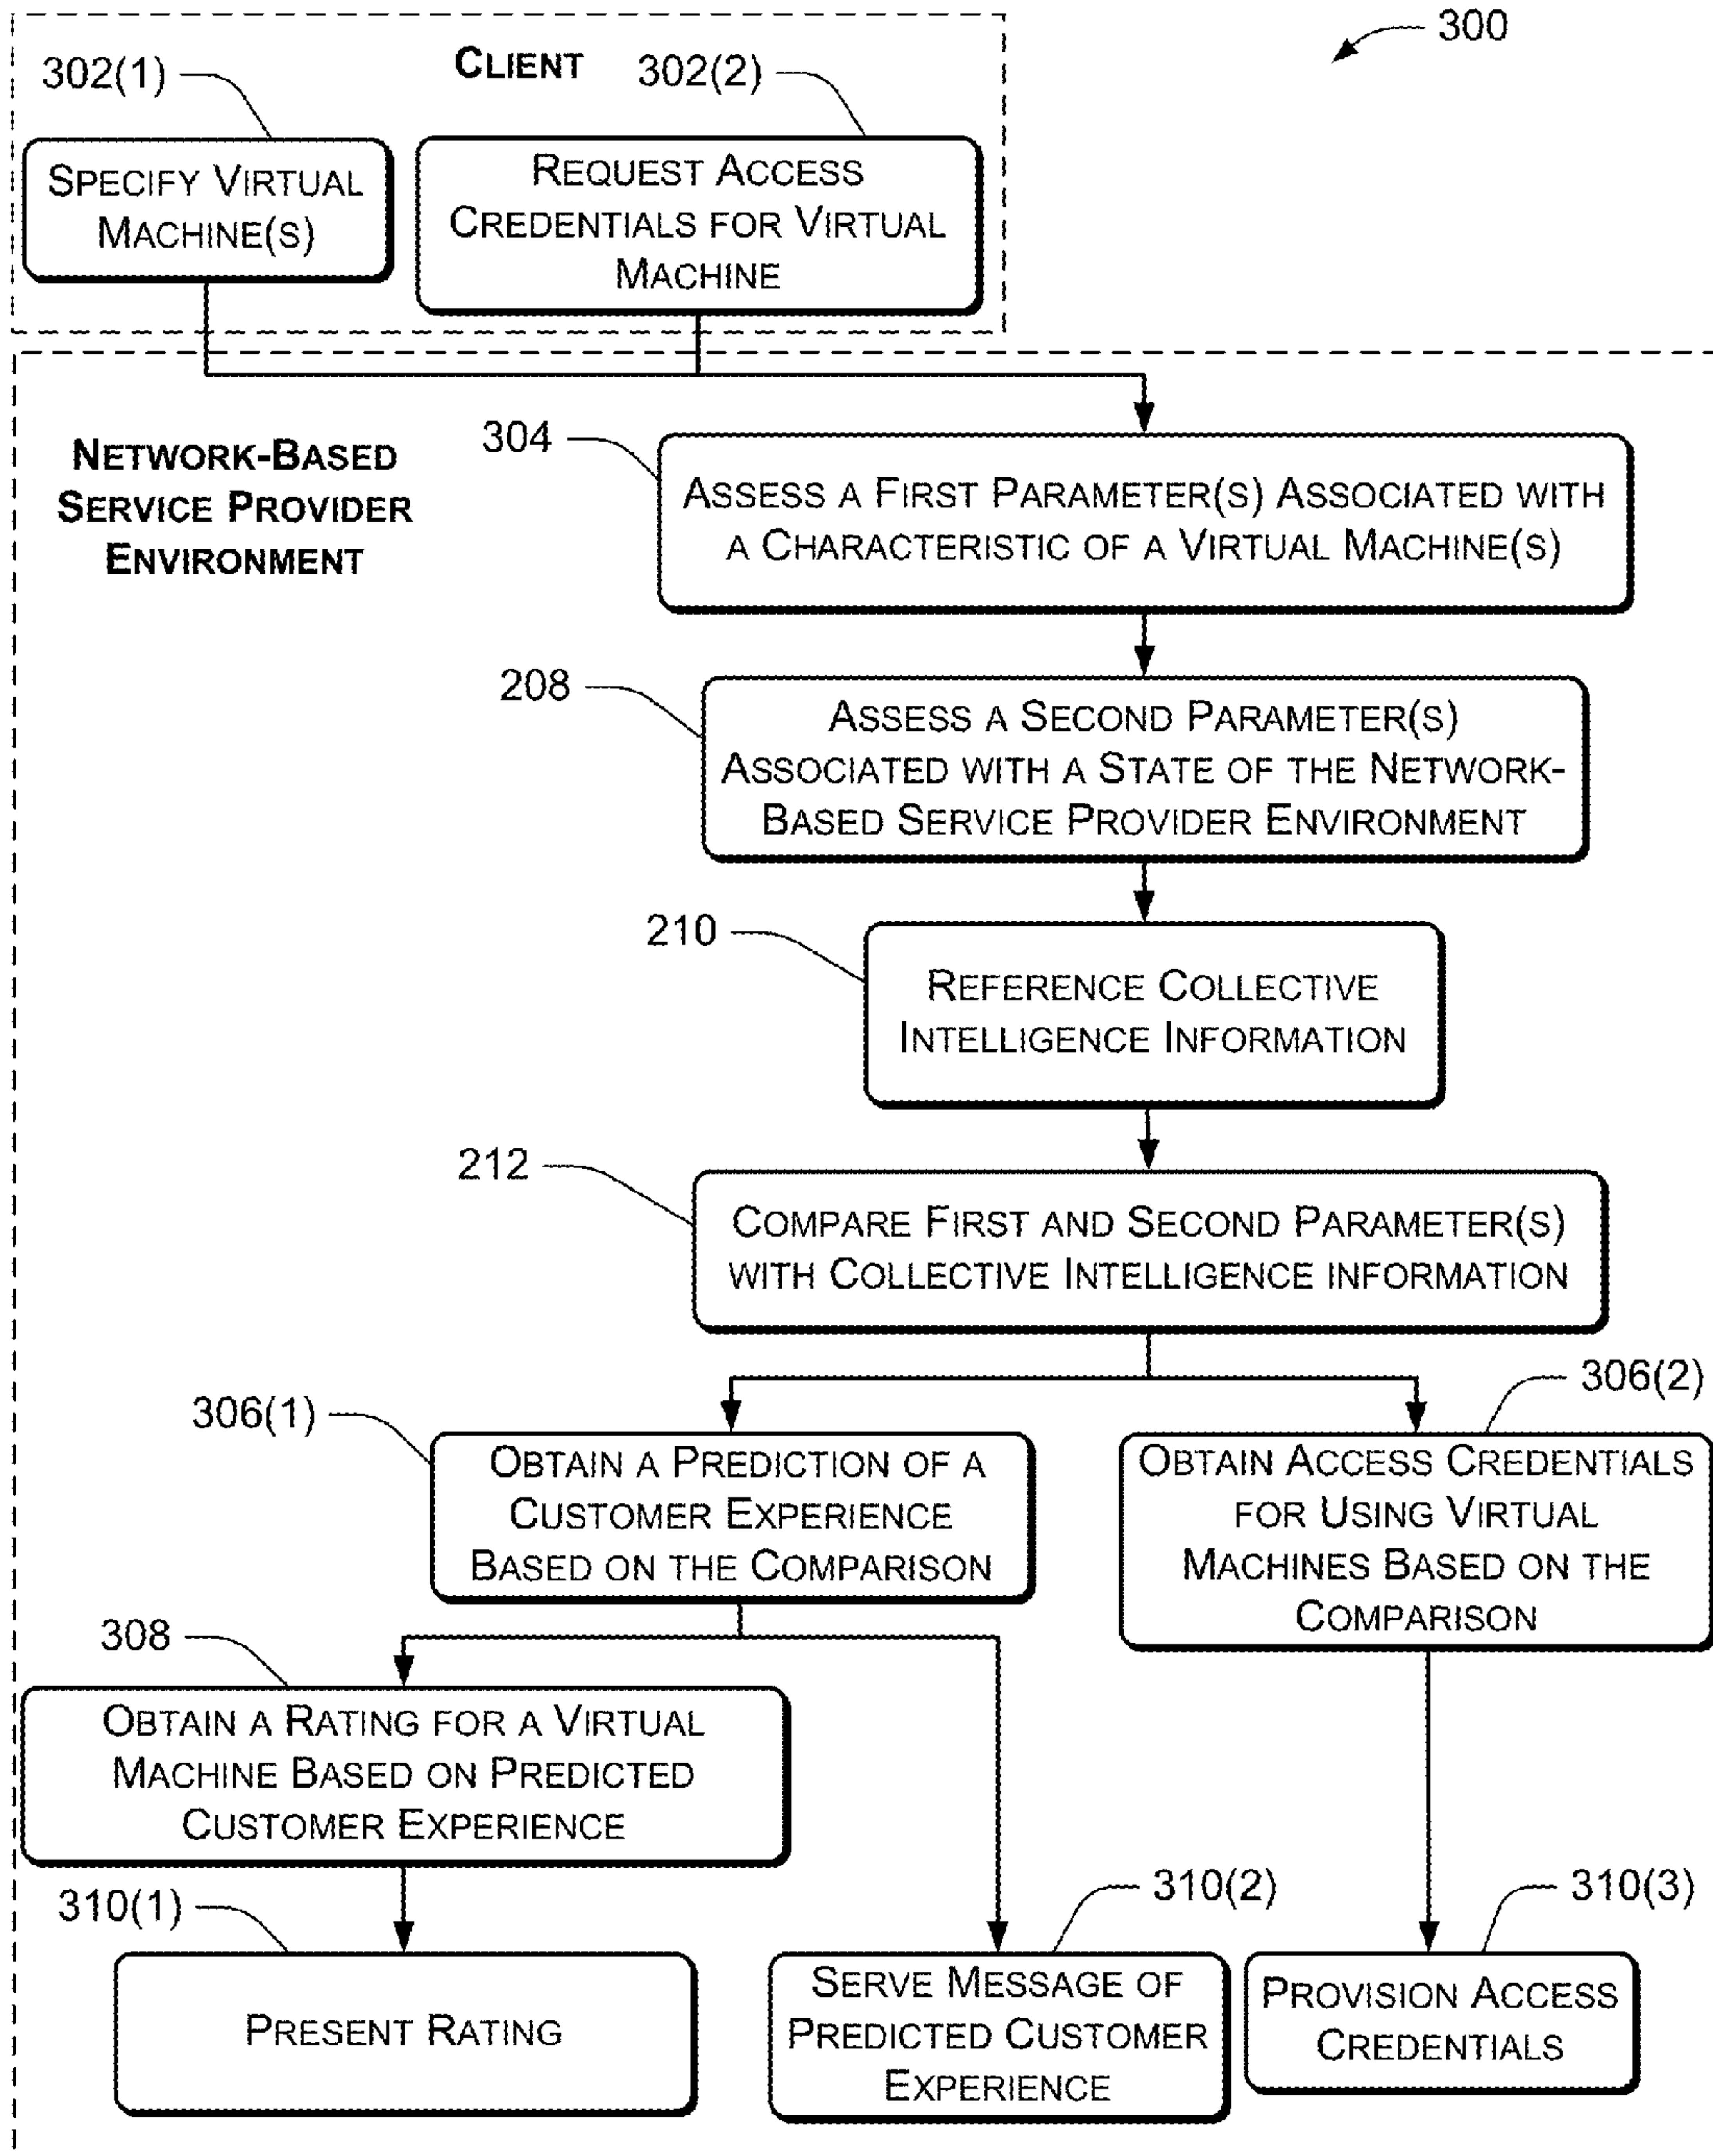 300
CLIENT
302(1)
302(2)
SPECIFY VIRTUAL
MACHINE(S)
REQUEST ACCESS
CREDENTIALS FOR VIRTUAL
MACHINE
NETWORK-BASED
SERVICE PROVIDER
ENVIRONMENT
304
ASSESS A FIRST PARAMETER(S) ASSOCIATED WITH
A CHARACTERISTIC OF A VIRTUAL MACHINE(S)
208
ASSESS A SECOND PARAMETER(S)
ASSOCIATED WITH A STATE OF THE NETWORK-
BASED SERVICE PROVIDER ENVIRONMENT
210
REFERENCE COLLECTIVE
INTELLIGENCE INFORMATION
212
COMPARE FIRST AND SECOND PARAMETER(S)
WITH COLLECTIVE INTELLIGENCE INFORMATION
306(1)
OBTAIN A PREDICTION OF A
CUSTOMER EXPERIENCE
BASED ON THE COMPARISON
306(2)
OBTAIN ACCESS CREDENTIALS
FOR USING VIRTUAL
MACHINES BASED ON THE
COMPARISON
308
OBTAIN A RATING FOR A VIRTUAL
MACHINE BASED ON PREDICTED
CUSTOMER EXPERIENCE
310(1)
PRESENT RATING
310(2)
SERVE MESSAGE OF
PREDICTED CUSTOMER
EXPERIENCE
310(3)
PROVISION ACCESS
CREDENTIALS